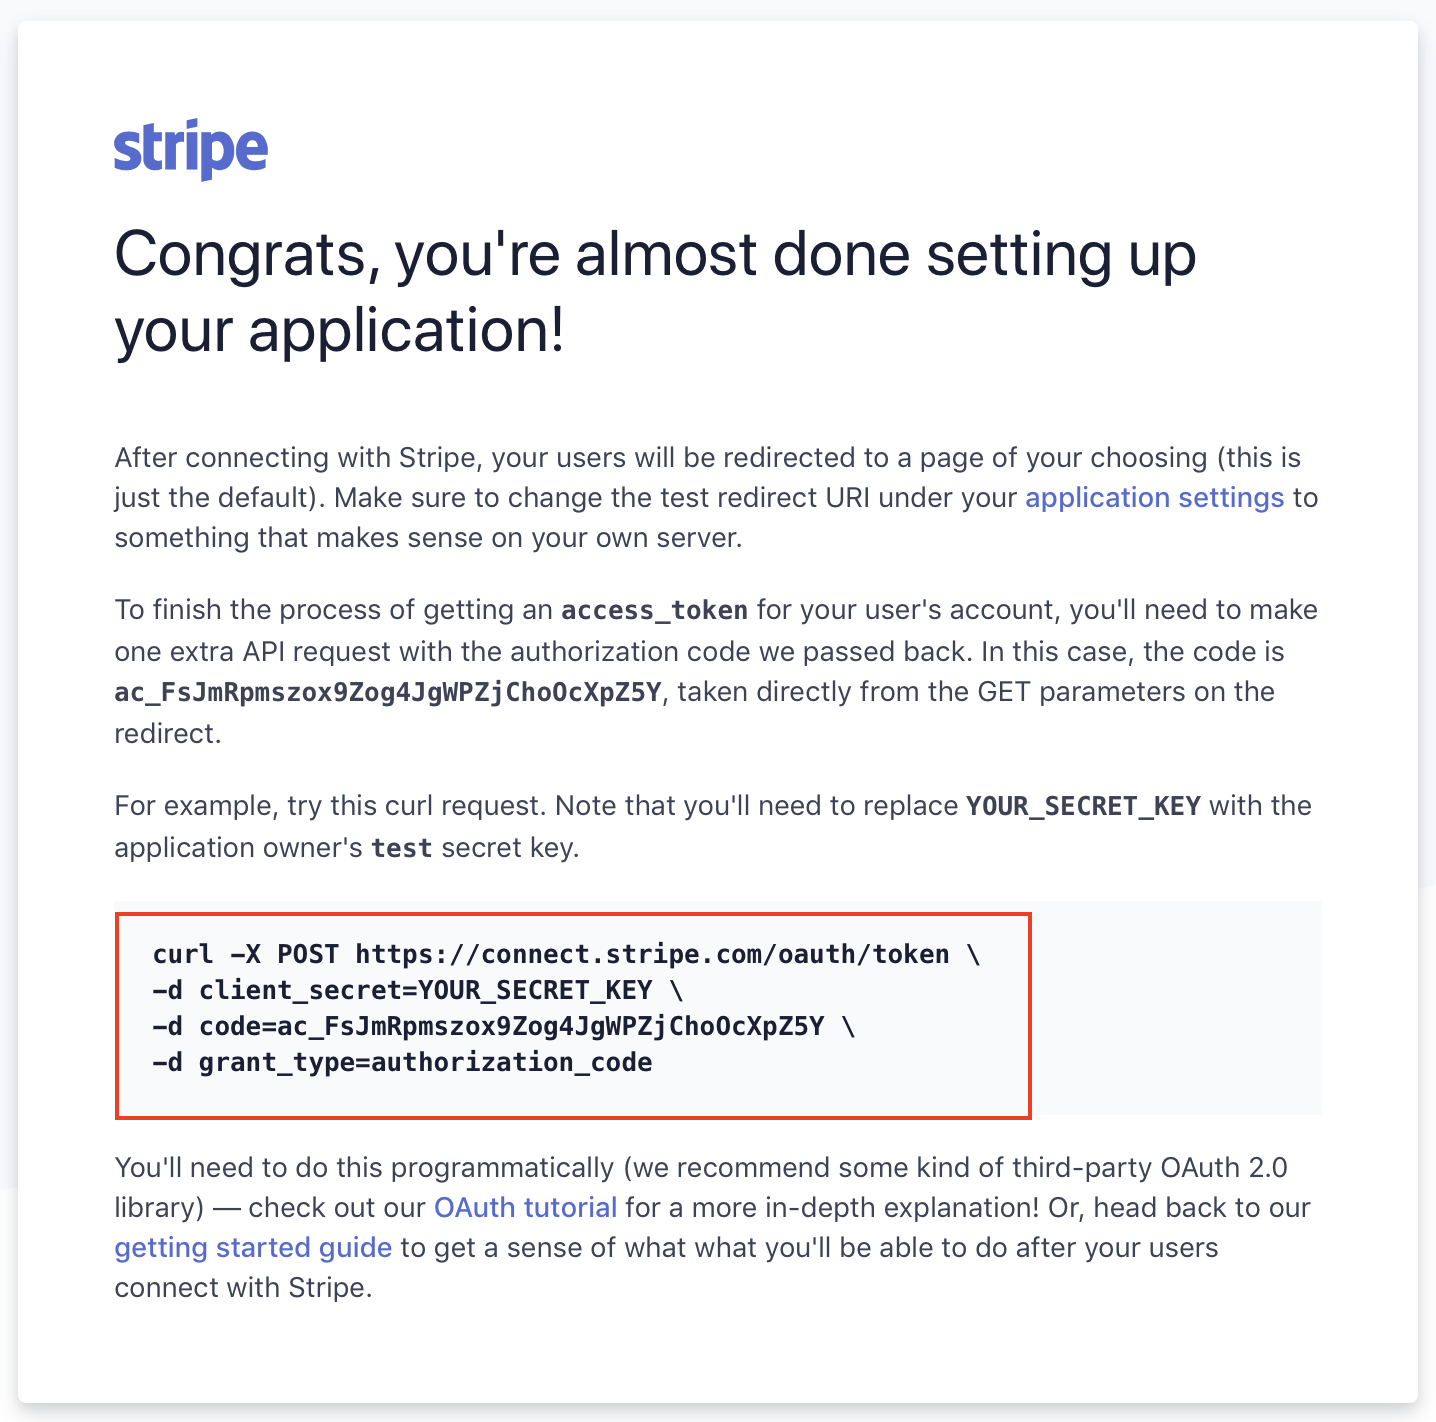 stripe
Congrats, you're almost done setting up
your application!
After connecting with Stripe, your users will be redirected to a page of your choosing (this is
just the default). Make sure to change the test redirect URI under your application settings to
something that makes sense on your own server.
To finish the process of getting an access_token for your user's account, you'll need to make
one extra API request with the authorization code we passed back. In this case, the code is
ac_FsJmRpmszox9Zog4JgWPZjChoOcXpZ5Y, taken directly from the GET parameters on the
redirect.
For example, try this curl request. Note that you'll need to replace YOUR_SECRET_KEY with the
application owner's test secret key.
curl -X POST https://connect.stripe.com/oauth/token \
-d client_secret=YOUR_SECRET_KEY \
-d code=ac_FsJmRpmszox9Zog4JgWPZjChoOcXpZ5Y \
-d grant_type=authorization_code
You'll need to do this programmatically (we recommend some kind of third-party OAuth 2.0
library) — check out our OAuth tutorial for a more in-depth explanation! Or, head back to our
getting started guide to get a sense of what what you'll be able to do after your users
connect with Stripe.